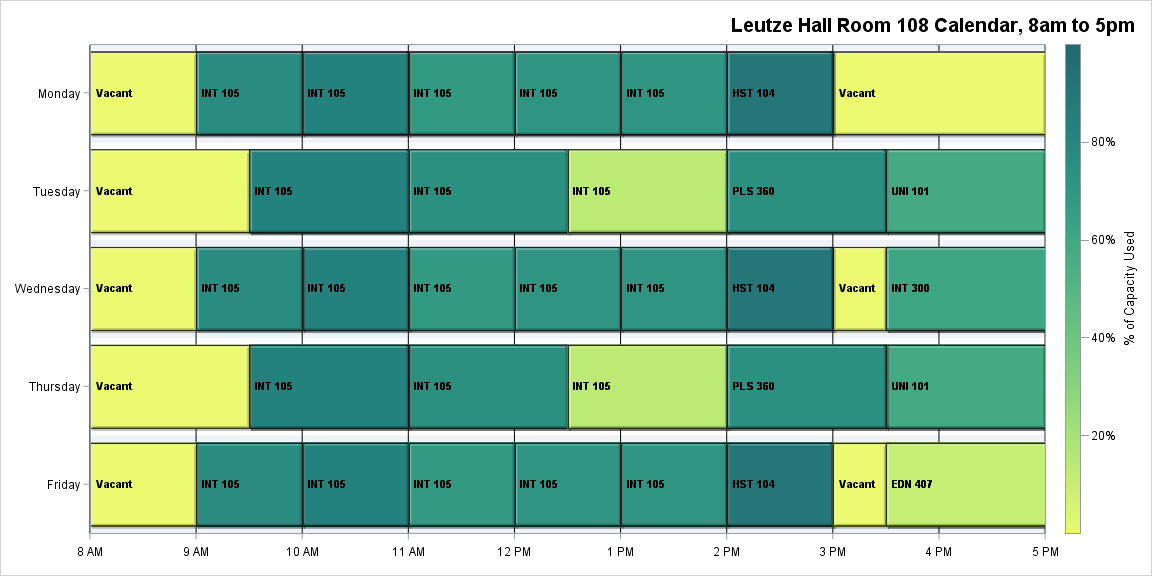 Leutze Hall Room 108 Calendar, 8am to 5pm
Monday Vacant INT 105 INT 105 INT 105 INT 105 INT 105 HST 104 Vacant
80%
Tuesday Vacant INT 105 INT 105 INT 105 PLS 360 UNI 101
60%
Wednesday Vacant INT 105 INT 105 INT 105 INT 105 INT 105 HST 104 Vacant INT 300
% of Capacity Used
40%
Thursday Vacant INT 105 INT 105 INT 105 PLS 360 UNI 101
20%
Friday Vacant INT 105 INT 105 INT 105 INT 105 INT 105 HST 104 Vacant EDN 407
8 AM 9 AM 10 AM 11 AM 12 PM 1 PM 2 PM 3 PM 4 PM 5 PM